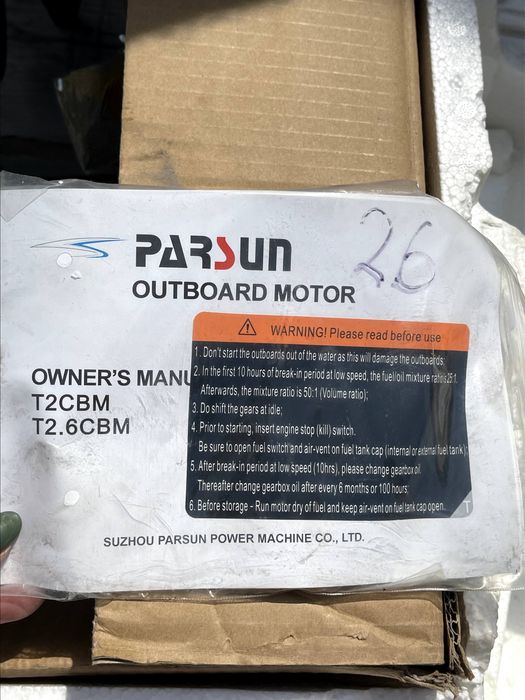 PARSUN
26
OUTBOARD MOTOR
WARNING! Please read before use
1. Don't start the outboards out of the water as this will damage the outboards;
2. In the first 10 hours of break-in period at low speed, the fuel/oil mixture ratio is 25:1.
Afterwards, the mixture ratio is 50:1 (Volume ratio);
3. Do shift the gears at idle;
4. Prior to starting, insert engine stop (kill) switch.
Be sure to open fuel switch and air-vent on fuel tank cap (internal or external fuel tank);
5. After break-in period at low speed (10hrs), please change gearbox oil.
Thereafter change gearbox oil after every 6 months or 100 hours;
6. Before storage - Run motor dry of fuel and keep air-vent on fuel tank cap open.
OWNER'S MANU
T2CBM
T2.6CBM
T
SUZHOU PARSUN POWER MACHINE CO., LTD.